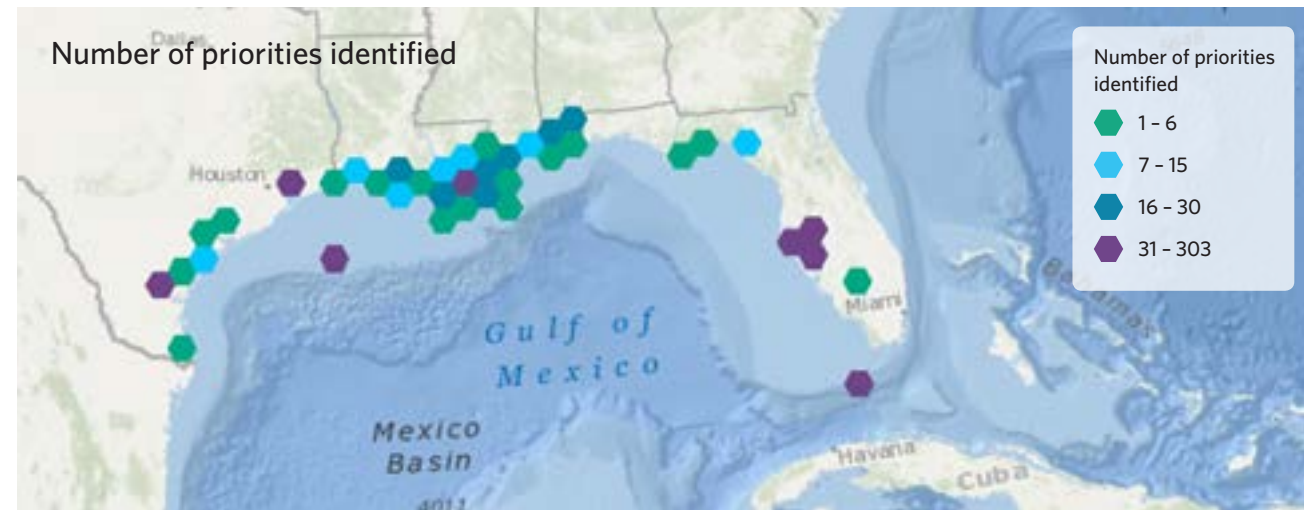 Dallas
Number of priorities identified
Houston
Gulf of
Mexico
Mexico
Basin
4011
Miami
Bahamas
Havana
Cuba
Number of priorities
identified
1 – 6
7 – 15
16 – 30
31 – 303